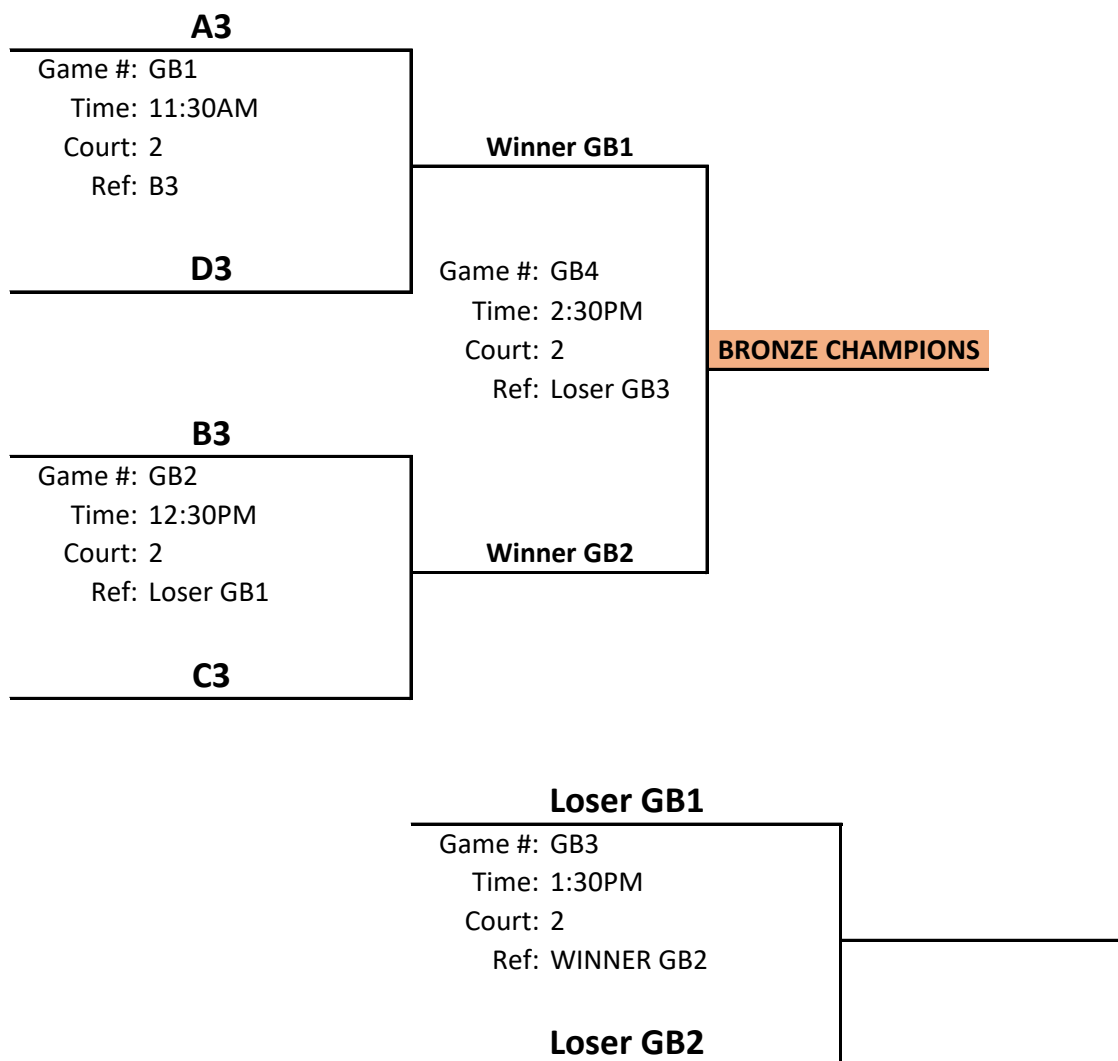 A3
Game #: GB1
Time: 11:30AM
Court: 2
Ref: B3
Winner GB1
D3
Game #: GB4
Time: 2:30PM
Court: 2
Ref: Loser GB3
BRONZE CHAMPIONS
B3
Game #: GB2
Time: 12:30PM
Court: 2
Ref: Loser GB1
Winner GB2
C3
Loser GB1
Game #: GB3
Time: 1:30PM
Court: 2
Ref: WINNER GB2
Loser GB2